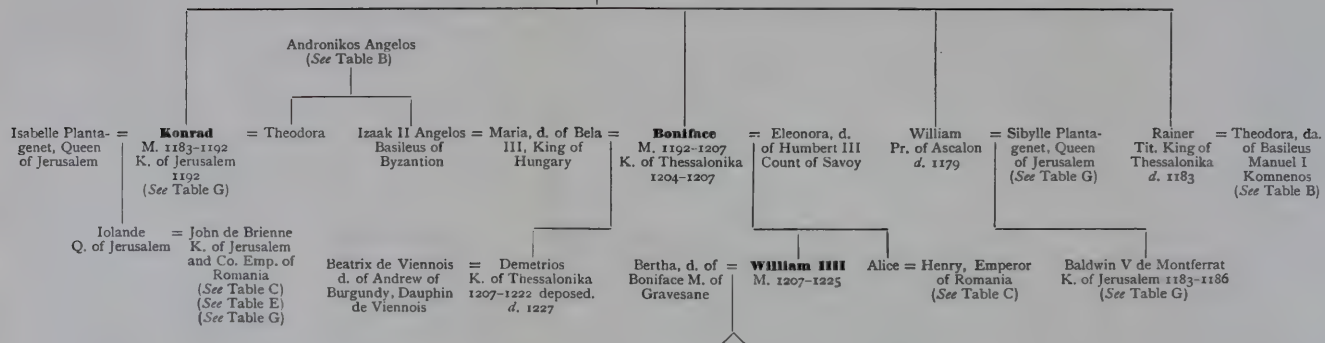 Andronikos Angelos
(See Table B)
Isabelle Planta-
genet, Queen
of Jerusalem
=
Konrad
M. 1183-1192
K. of Jerusalem
1192
(See Table G)
= Theodora
Izaak II Angelos
Basileus of
Byzantion
=
Maria, d. of Bela
III, King of
Hungary
=
Boniface
M. 1192-1207
K. of Thessalonika
1204-1207
=
Eleonora, d.
of Humbert III
Count of Savoy
William
Pr. of Ascalon
d. 1179
=
Sibylle Planta-
genet, Queen
of Jerusalem
(See Table G)
Rainer
Tit. King of
Thessalonika
d. 1183
=
Theodora, da.
of Basileus
Manuel I
Komnenos
(See Table B)
Iolande
Q. of Jerusalem
=
John de Brienne
K. of Jerusalem
and Co. Emp. of
Romania
(See Table C)
(See Table E)
(See Table G)
Beatrix de Viennois
d. of Andrew of
Burgundy, Dauphin
de Viennois
=
Demetrios
K. of Thessalonika
1207-1222 deposed.
d. 1227
Bertha, d. of
Boniface M. of
Gravesane
=
William IIII
M. 1207-1225
Alice = Henry, Emperor
of Romania
(See Table C)
Baldwin V de Montferrat
K. of Jerusalem 1183-1186
(See Table G)